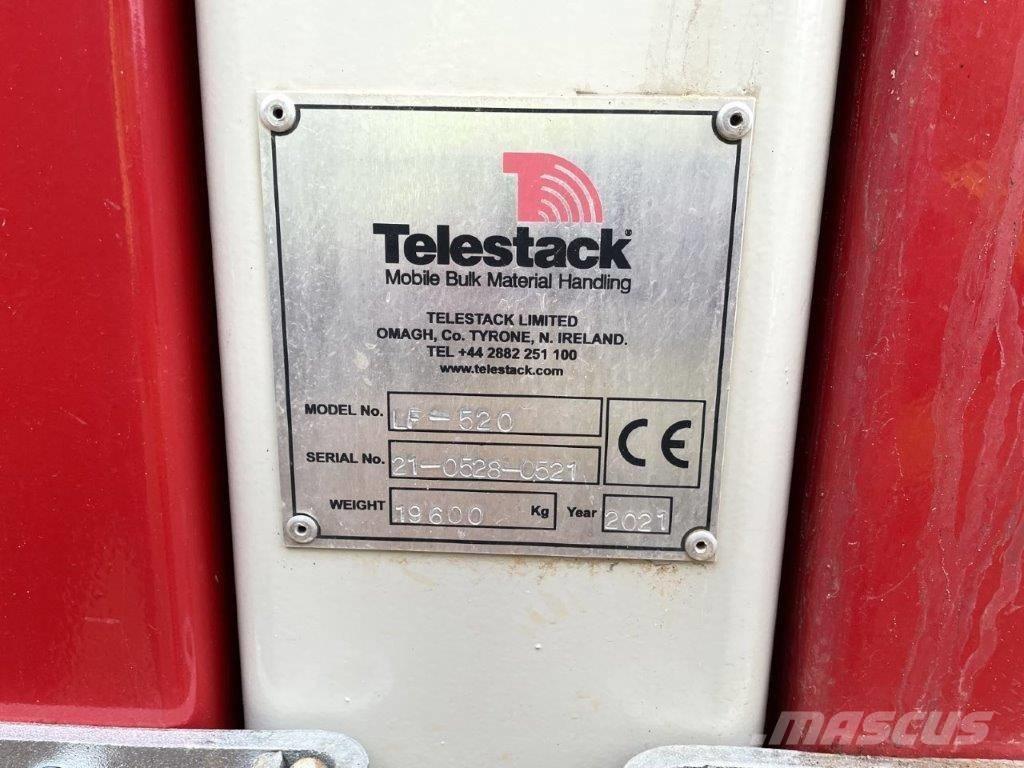 Telestack®
Mobile Bulk Material Handling
TELESTACK LIMITED
OMAGH, Co. TYRONE, N. IRELAND.
TEL +44 2882 251 100
www.telestack.com
MODEL No. LF-520
SERIAL No. 21-0528-0521
CE
WEIGHT 19600 Kg Year 2021
MASCUS